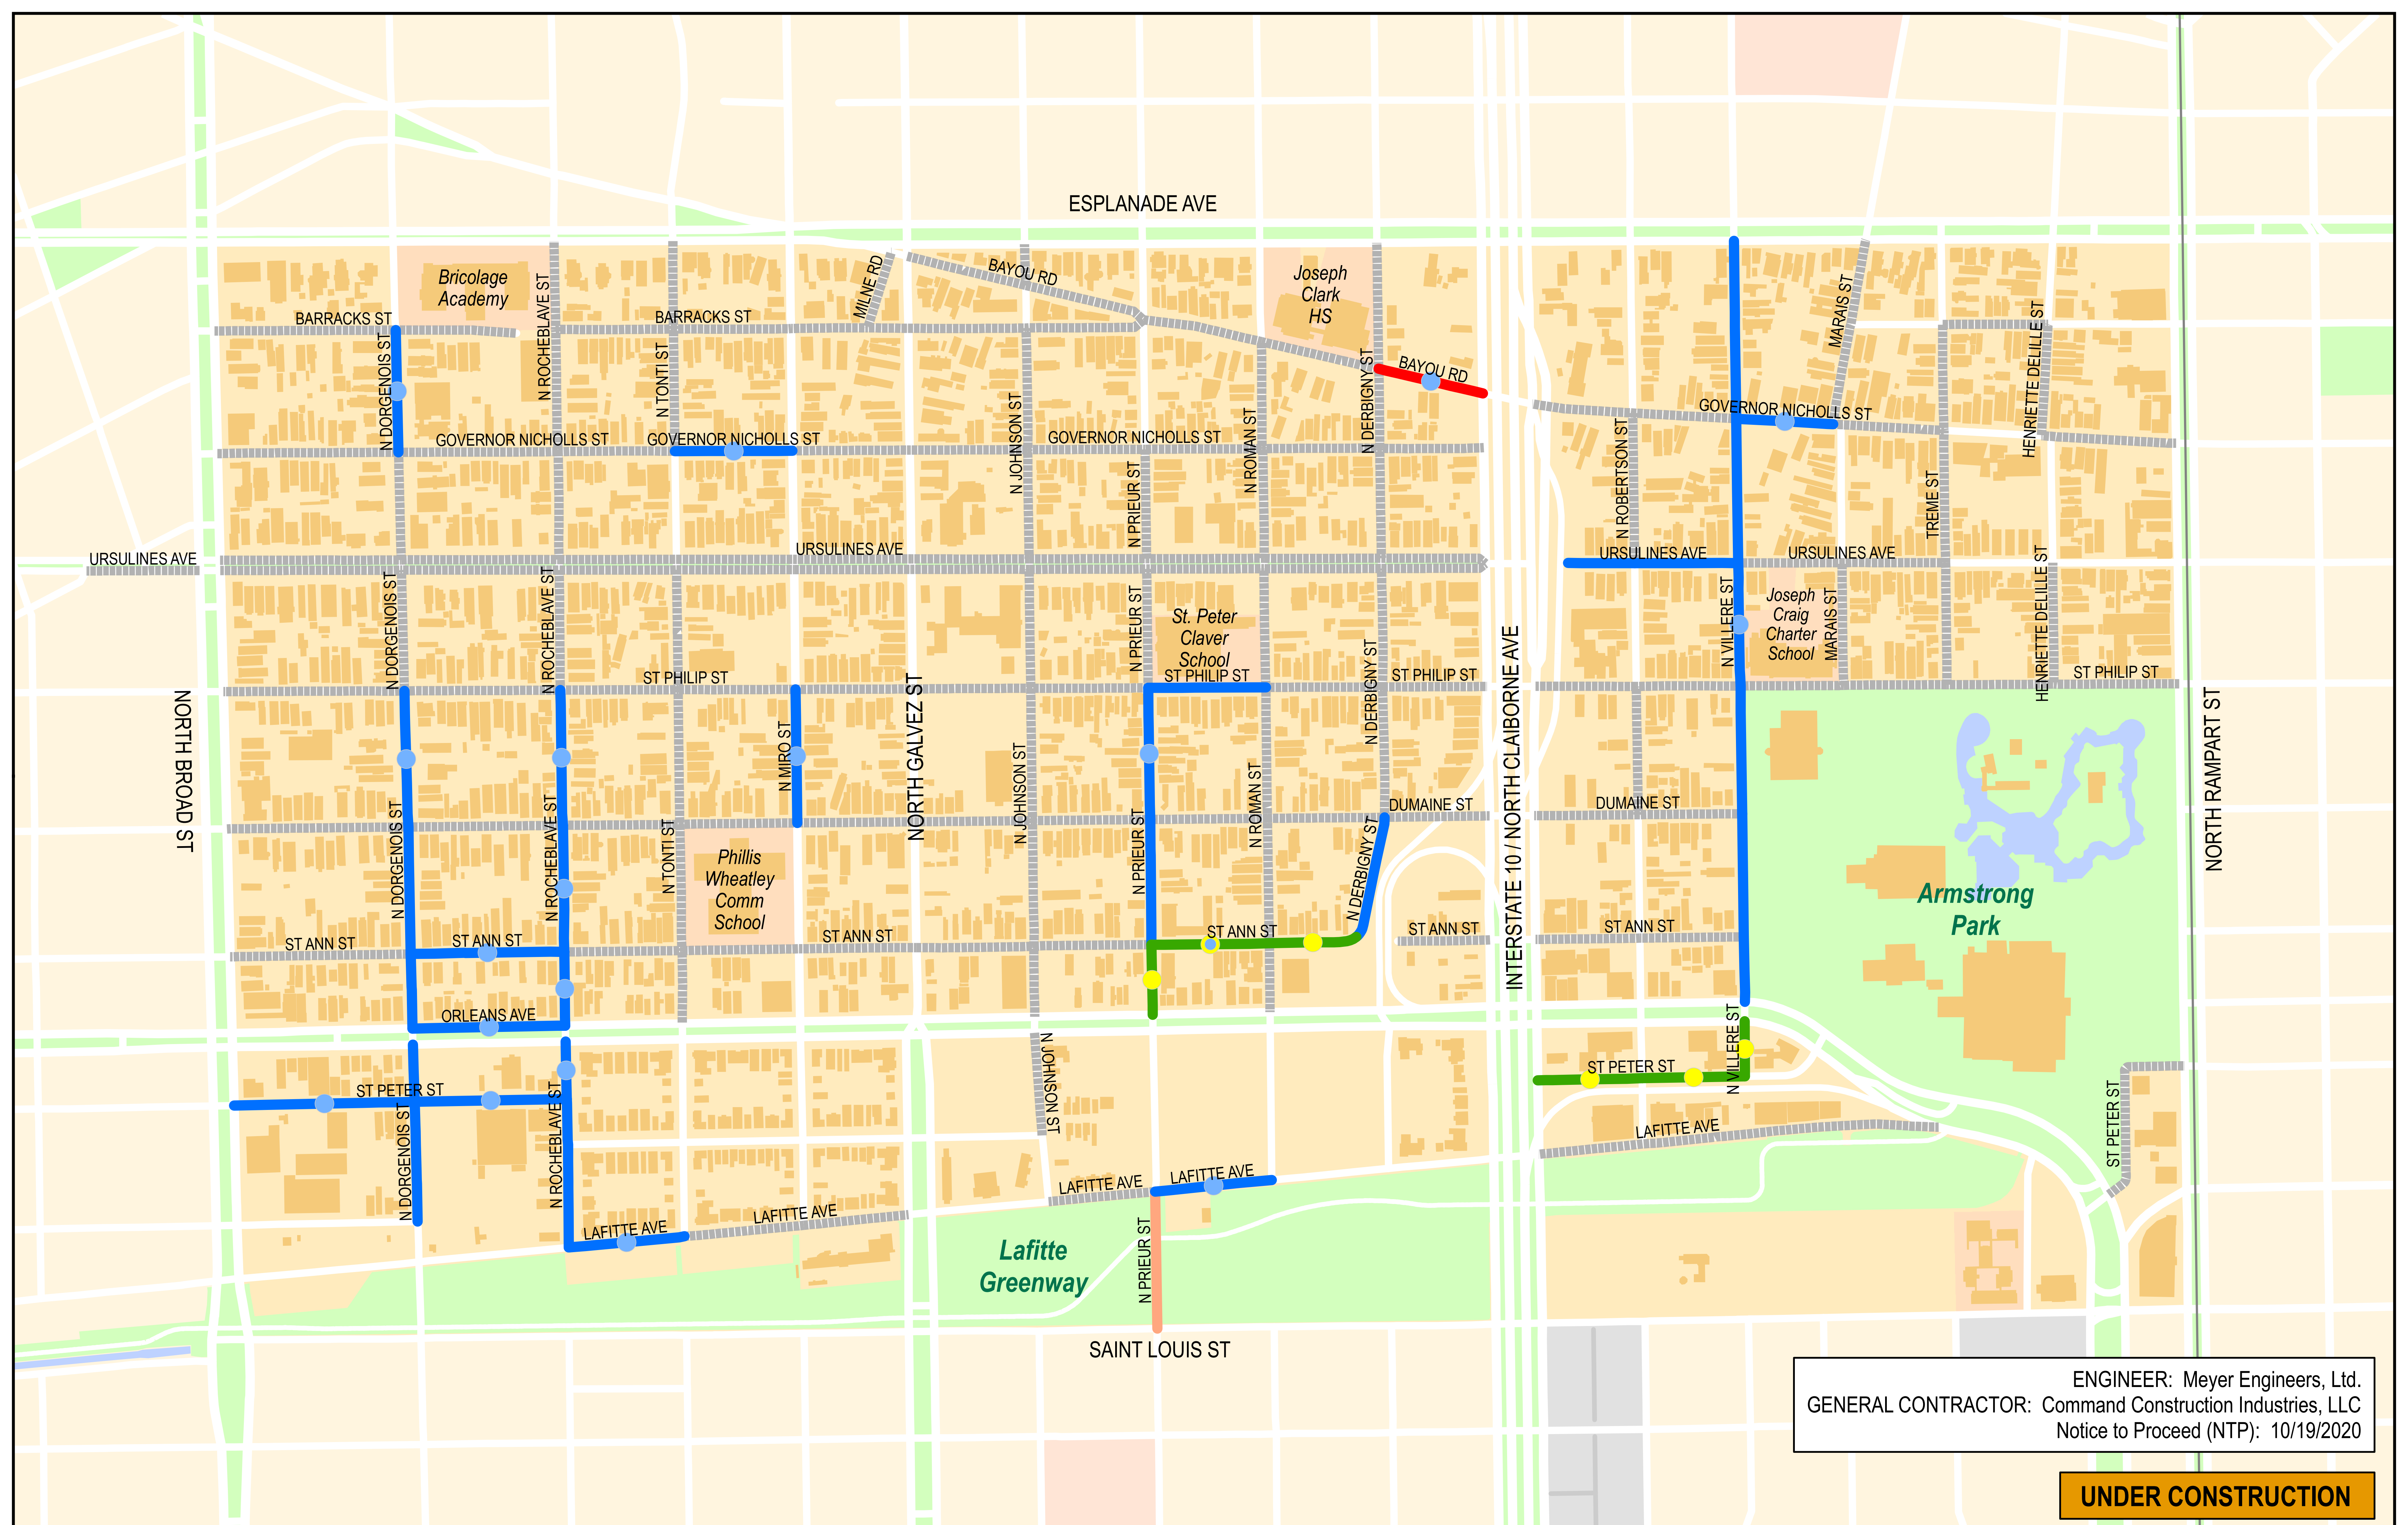 ESPLANADE AVE
Bricolage
Academy
N ROCHEBLAVE ST
MILNE RD
BAYOU RD
Joseph
Clark
HS
MARAIS ST
HENRIETTE DELILLE ST
BARRACKS ST
BARRACKS ST
N DORGENOIS ST
N TONTI ST
N DERBIGNY ST
BAYOU RD
GOVERNOR NICHOLLS ST
GOVERNOR NICHOLLS ST
GOVERNOR NICHOLLS ST
GOVERNOR NICHOLLS ST
N JOHNSON ST
N PRIEUR ST
N ROMAN ST
N ROBERTSON ST
TREME ST
HENRIETTE DELILLE ST
URSULINES AVE
URSULINES AVE
URSULINES AVE
URSULINES AVE
N DORGENOIS ST
N ROCHEBLAVE ST
N PRIEUR ST
St. Peter
Claver
School
N DERBIGNY ST
N VILLERE ST
Joseph
Craig
Charter
School
MARAIS ST
ST PHILIP ST
ST PHILIP ST
ST PHILIP ST
ST PHILIP ST
NORTH BROAD ST
N MIRO ST
NORTH GALVEZ ST
INTERSTATE 10 / NORTH CLAIBORNE AVE
NORTH RAMPART ST
N DORGENOIS ST
N ROCHEBLAVE ST
N TONTI ST
N JOHNSON ST
N PRIEUR ST
N ROMAN ST
DUMAINE ST
DUMAINE ST
N DERBIGNY ST
Phillis
Wheatley
Comm
School
Armstrong
Park
ST ANN ST
ST ANN ST
ST ANN ST
ST ANN ST
ST ANN ST
ST ANN ST
ORLEANS AVE
N JOHNSON ST
N VILLERE ST
ST PETER ST
ST PETER ST
ST PETER ST
N DORGENOIS ST
N ROCHEBLAVE ST
LAFITTE AVE
LAFITTE AVE
LAFITTE AVE
LAFITTE AVE
LAFITTE AVE
N PRIEUR ST
Lafitte
Greenway
SAINT LOUIS ST
ENGINEER: Meyer Engineers, Ltd.
GENERAL CONTRACTOR: Command Construction Industries, LLC
Notice to Proceed (NTP): 10/19/2020
UNDER CONSTRUCTION